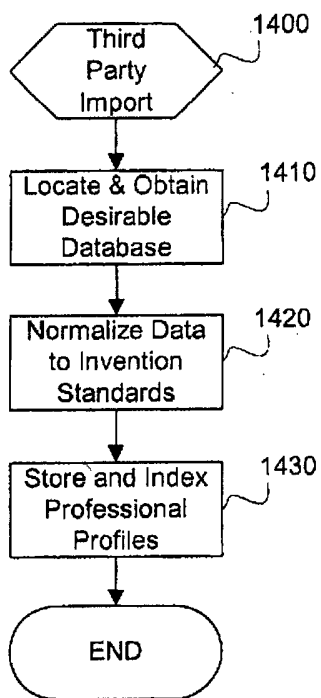 1400
Third
Party
Import
1410
Locate & Obtain
Desirable
Database
1420
Normalize Data
to Invention
Standards
1430
Store and Index
Professional
Profiles
END